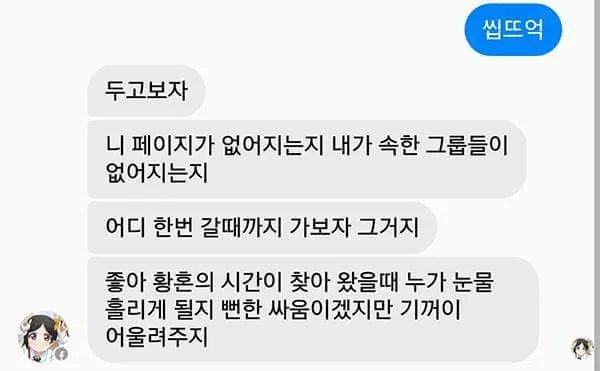 씹뜨억
두고보자
니 페이지가 없어지는지 내가 속한 그룹들이
없어지는지
어디 한번 갈때까지 가보자 그거지
좋아 황혼의 시간이 찾아 왔을때 누가 눈물
흘리게 될지 뻔한 싸움이겠지만 기꺼이
어울려주지